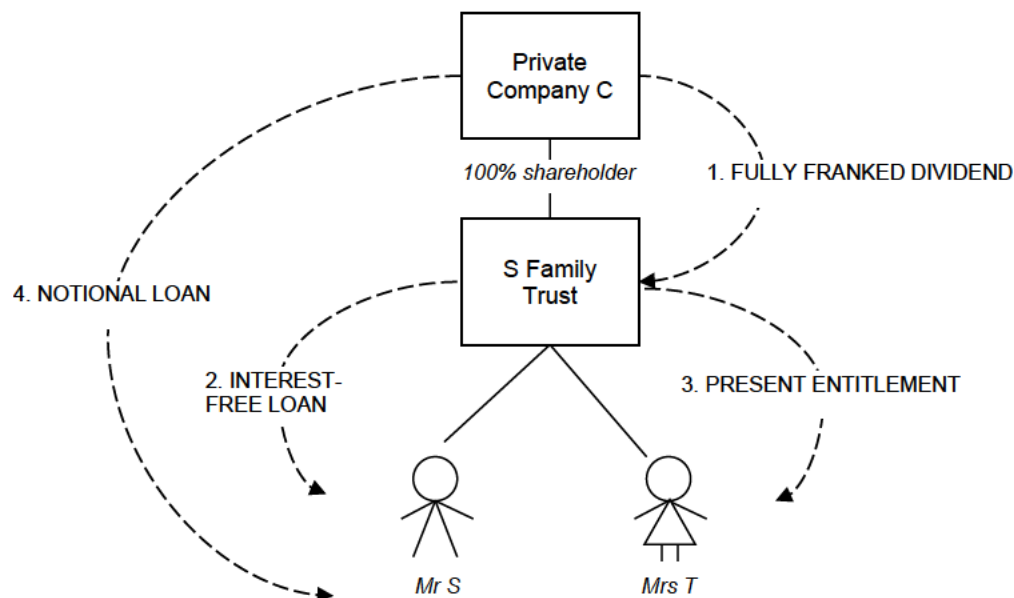 Private
Company C
100% shareholder
1. FULLY FRANKED DIVIDEND
S Family
Trust
4. NOTIONAL LOAN
2. INTEREST-
FREE LOAN
3. PRESENT ENTITLEMENT
Mr S
Mrs T